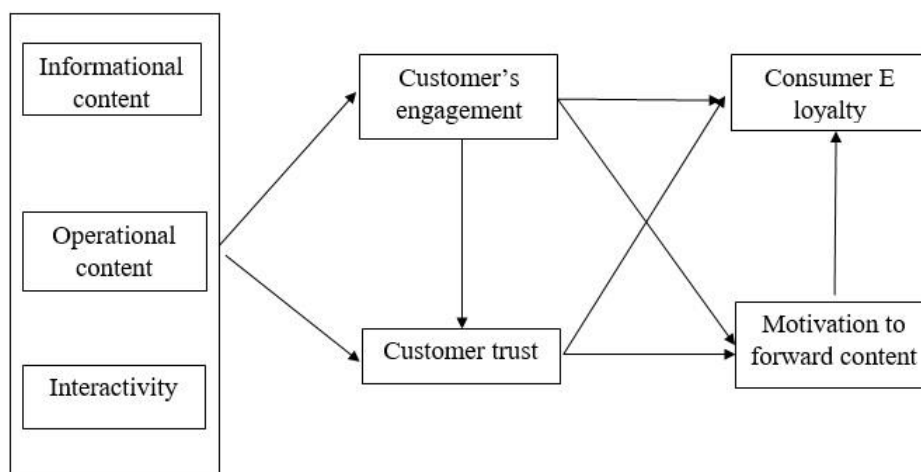 Informational
content
Operational
content
Interactivity
Customer's
engagement
Customer trust
Consumer E
loyalty
Motivation to
forward content